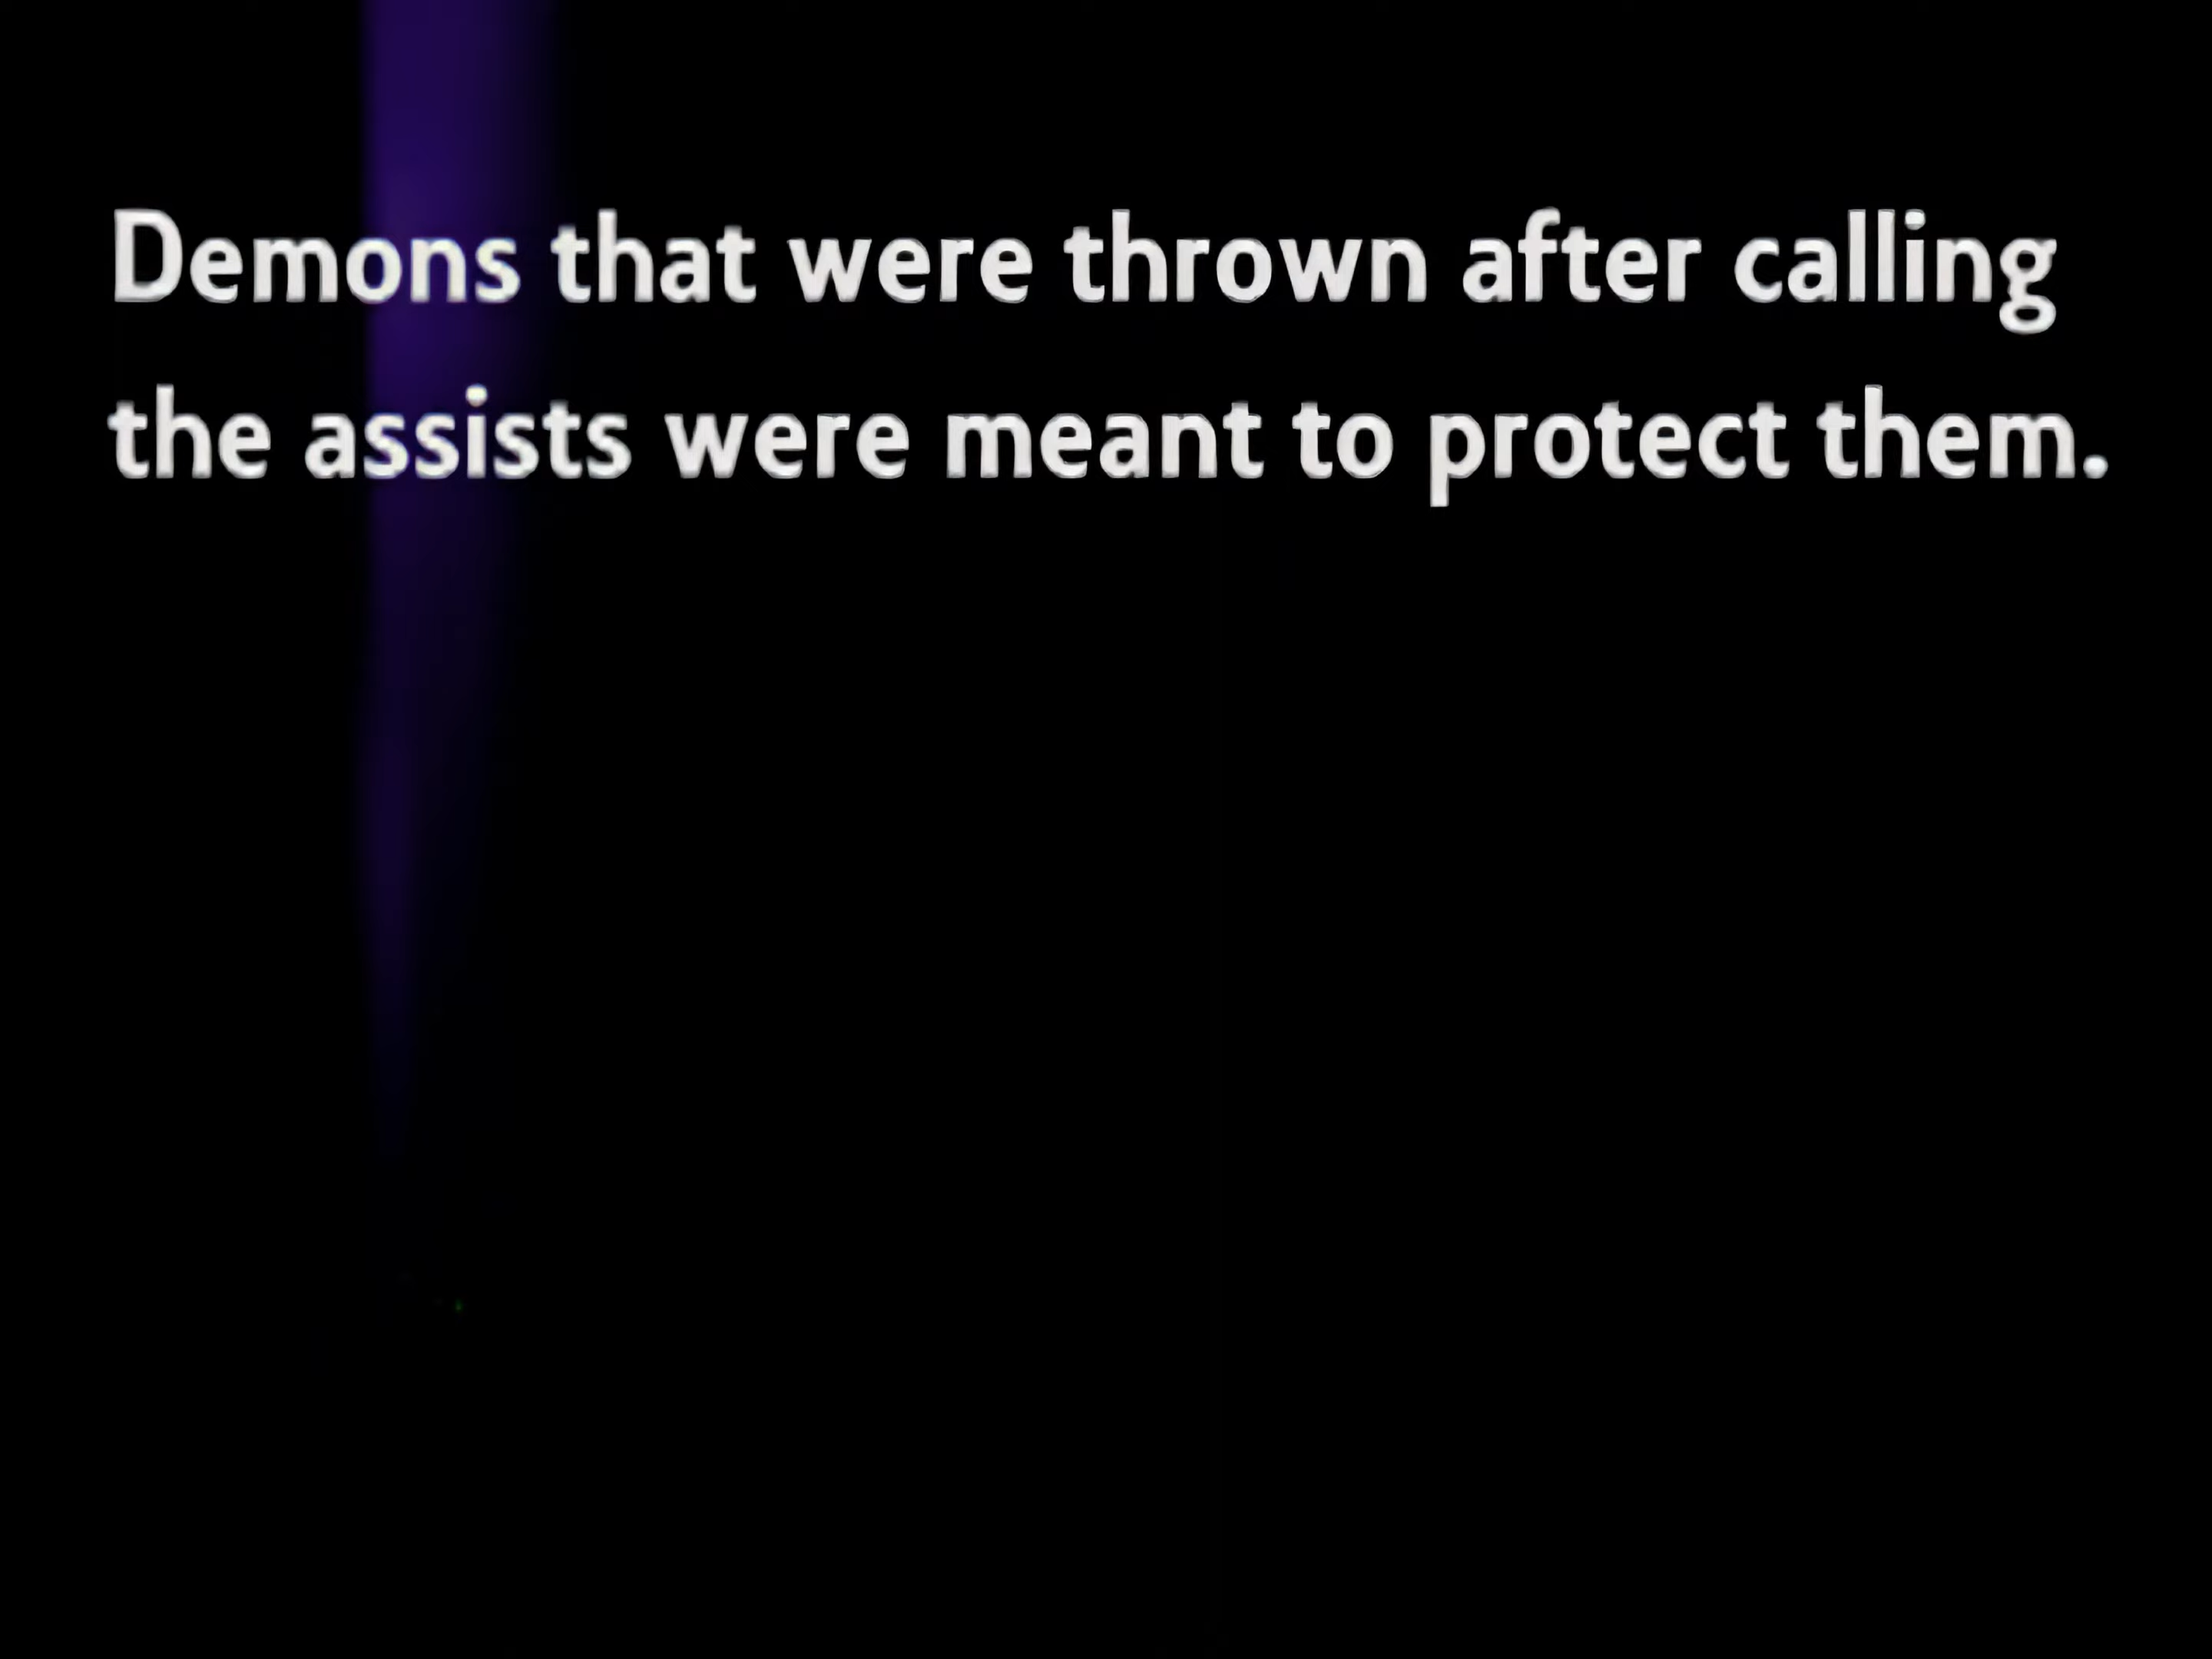 Demons that were thrown after calling
the assists were meant to protect them.